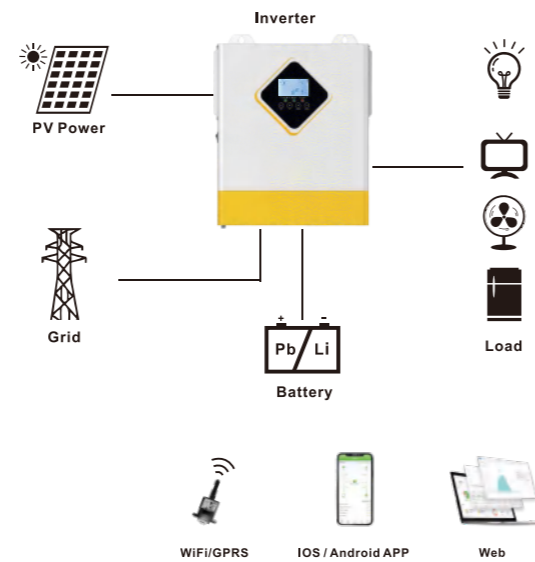 Inverter
PV Power
Grid
+ -
Pb/Li
Battery
Load
WiFi/GPRS
IOS / Android APP
Web